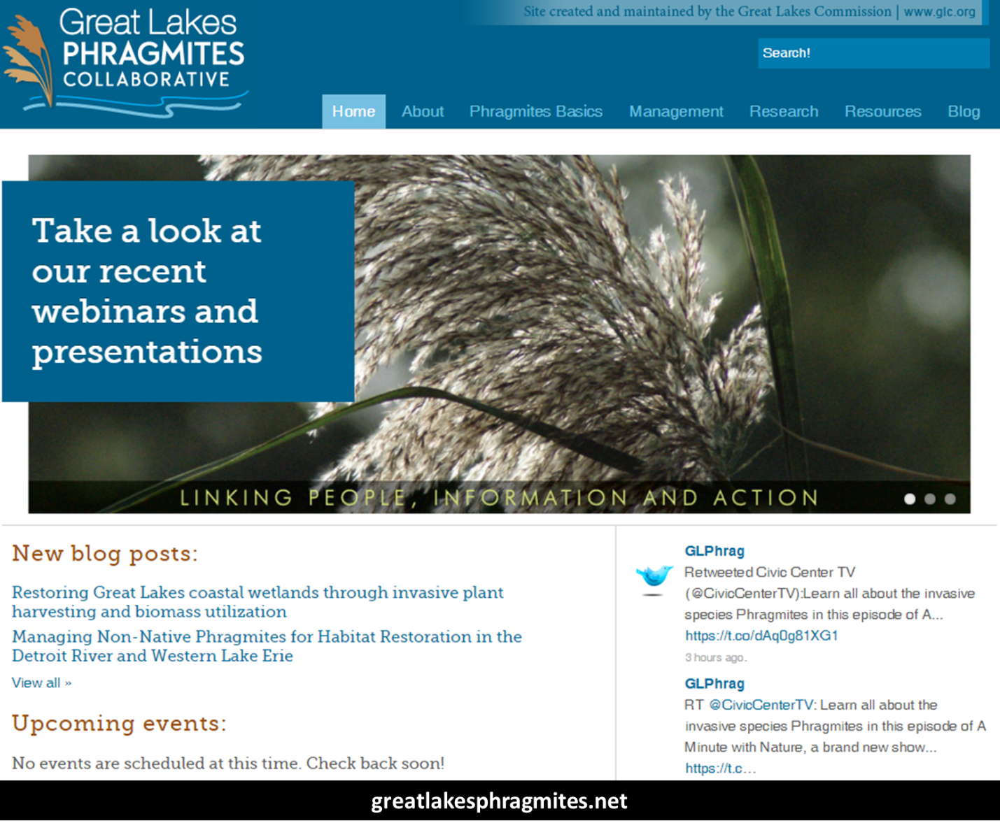 Great Lakes
PHRAGMITES
COLLABORATIVE
Site created and maintained by the Great Lakes Commission | www.glc.org
Search!
Home About Phragmites Basics Management Research Resources Blog
Take a look at
our recent
webinars and
presentations
LINKING PEOPLE, INFORMATION AND ACTION
New blog posts:
Restoring Great Lakes coastal wetlands through invasive plant
harvesting and biomass utilization
Managing Non-Native Phragmites for Habitat Restoration in the
Detroit River and Western Lake Erie
View all »
Upcoming events:
No events are scheduled at this time. Check back soon!
GLPhrag
Retweeted Civic Center TV
(@CivicCenterTV):Learn all about the invasive
species Phragmites in this episode of A...
https://t.co/dAq0g81XG1
3 hours ago.
GLPhrag
RT @CivicCenterTV: Learn all about the
invasive species Phragmites in this episode of A
Minute with Nature, a brand new show...
https://t.c…
greatlakesphragmites.net